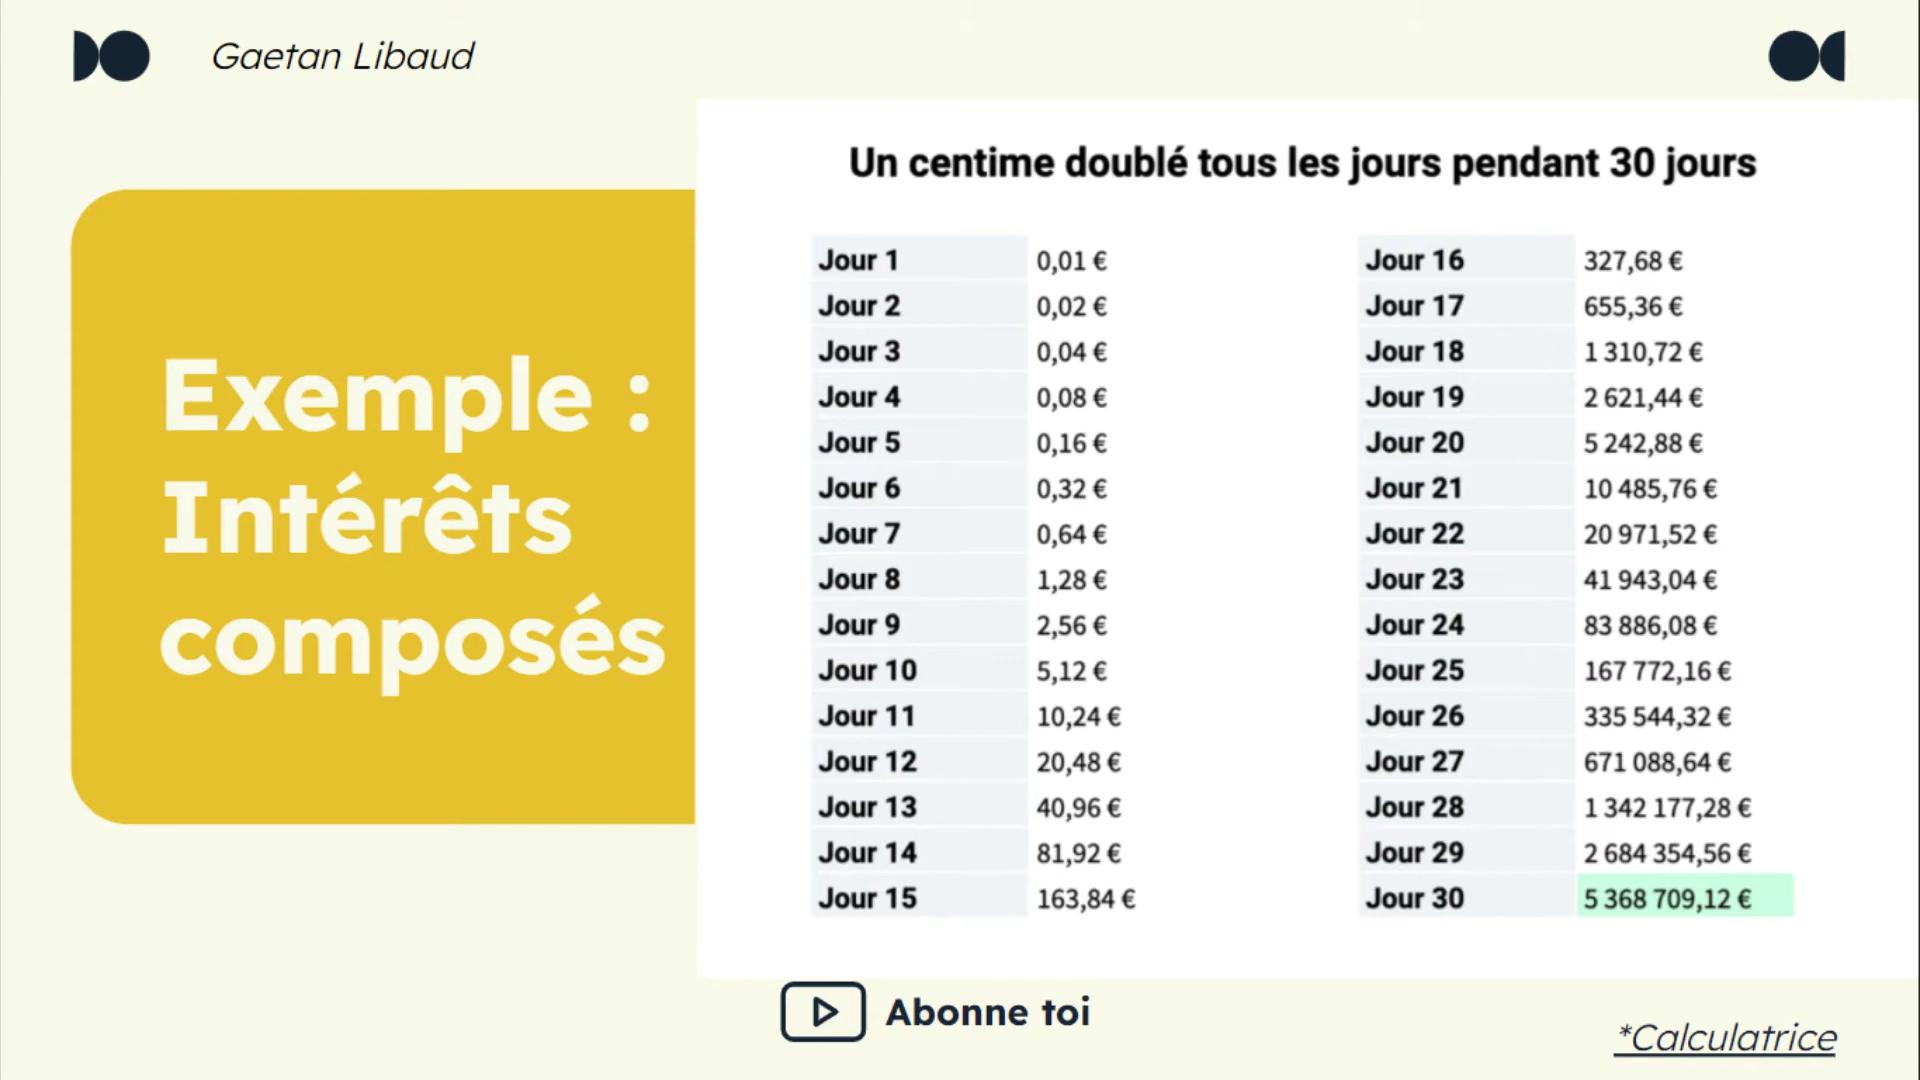 Gaetan Libaud
Exemple :
Intérêts
composés
Un centime doublé tous les jours pendant 30 jours
Jour 1 0,01 €
Jour 2 0,02 €
Jour 3 0,04 €
Jour 4 0,08 €
Jour 5 0,16 €
Jour 6 0,32 €
Jour 7 0,64 €
Jour 8 1,28 €
Jour 9 2,56 €
Jour 10 5,12 €
Jour 11 10,24 €
Jour 12 20,48 €
Jour 13 40,96 €
Jour 14 81,92 €
Jour 15 163,84 €
Jour 16 327,68 €
Jour 17 655,36 €
Jour 18 1 310,72 €
Jour 19 2 621,44 €
Jour 20 5 242,88 €
Jour 21 10 485,76 €
Jour 22 20 971,52 €
Jour 23 41 943,04 €
Jour 24 83 886,08 €
Jour 25 167 772,16 €
Jour 26 335 544,32 €
Jour 27 671 088,64 €
Jour 28 1 342 177,28 €
Jour 29 2 684 354,56 €
Jour 30 5 368 709,12 €
Abonne toi
*Calculatrice